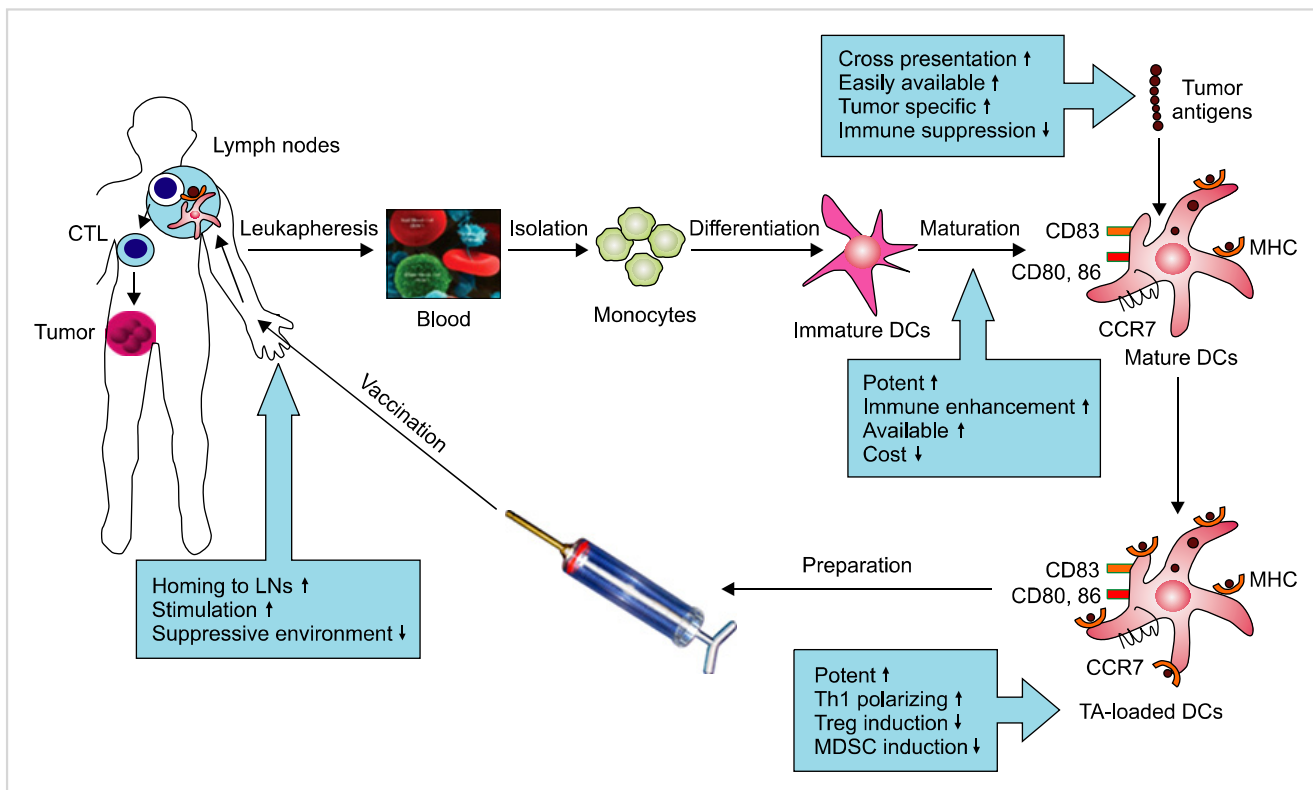 Cross presentation ↑
Easily available ↑
Tumor specific ↑
Immune suppression ↓
Tumor
antigens
Lymph nodes
CTL
Tumor
Leukapheresis
Blood
Isolation
Monocytes
Differentiation
Immature DCs
Maturation
CD83
CD80, 86
MHC
CCR7
Mature DCs
Potent ↑
Immune enhancement ↑
Available ↑
Cost ↓
Vaccination
Homing to LNs ↑
Stimulation ↑
Suppressive environment ↓
Preparation
CD83
CD80, 86
MHC
CCR7
TA-loaded DCs
Potent ↑
Th1 polarizing ↑
Treg induction ↓
MDSC induction ↓